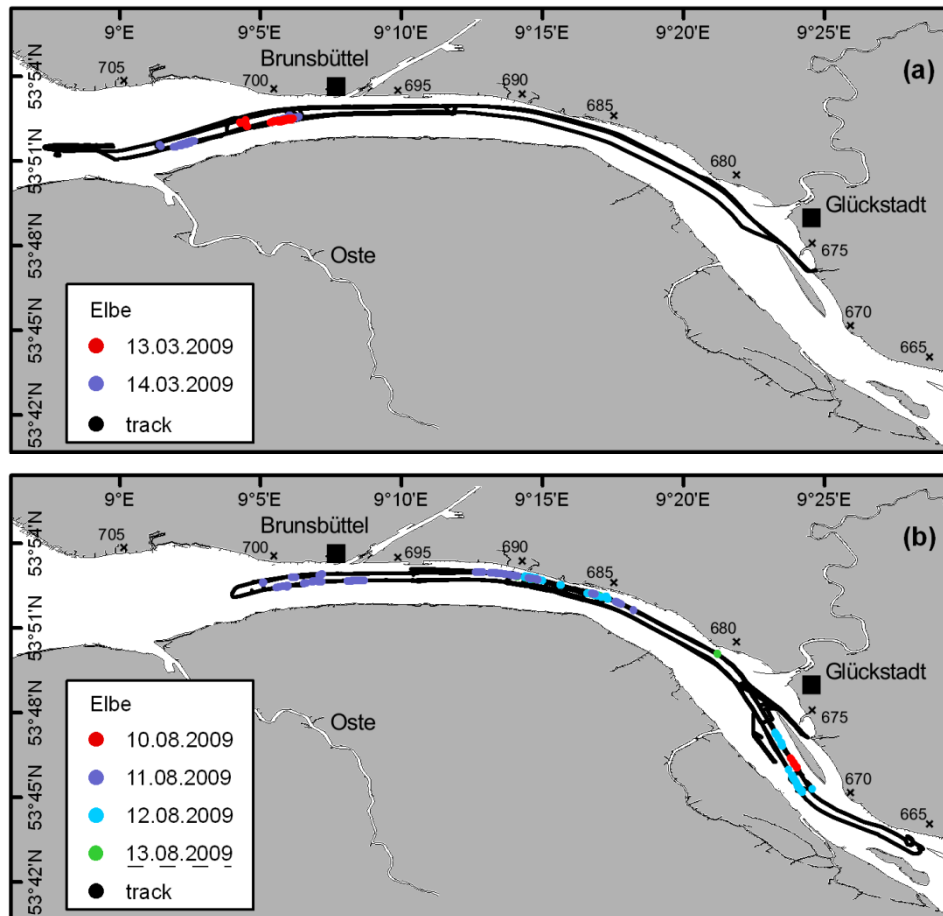 9°E 9°5'E 9°10'E 9°15'E 9°20'E 9°25'E
(a)
53°54'N
53°51'N
53°48'N
53°45'N
53°42'N
Brunsbüttel
705
700
695
690
685
680
Glückstadt
675
670
665
Oste
Elbe
13.03.2009
14.03.2009
track
9°E 9°5'E 9°10'E 9°15'E 9°20'E 9°25'E
(b)
53°54'N
53°51'N
53°48'N
53°45'N
53°42'N
Brunsbüttel
705
700
695
690
685
680
Glückstadt
675
670
665
Oste
Elbe
10.08.2009
11.08.2009
12.08.2009
13.08.2009
track